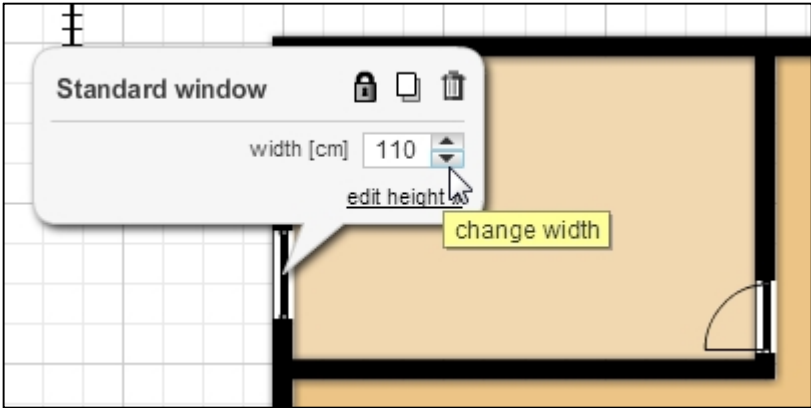 Standard window
width [cm] 110
edit height
change width